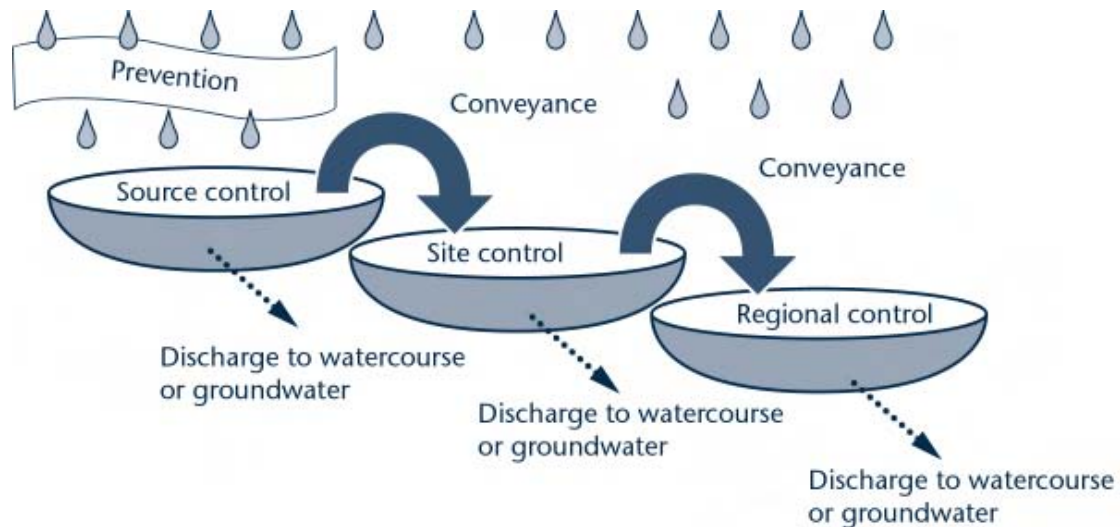 Prevention
Conveyance
Conveyance
Source control
Site control
Regional control
Discharge to watercourse
or groundwater
Discharge to watercourse
or groundwater
Discharge to watercourse
or groundwater